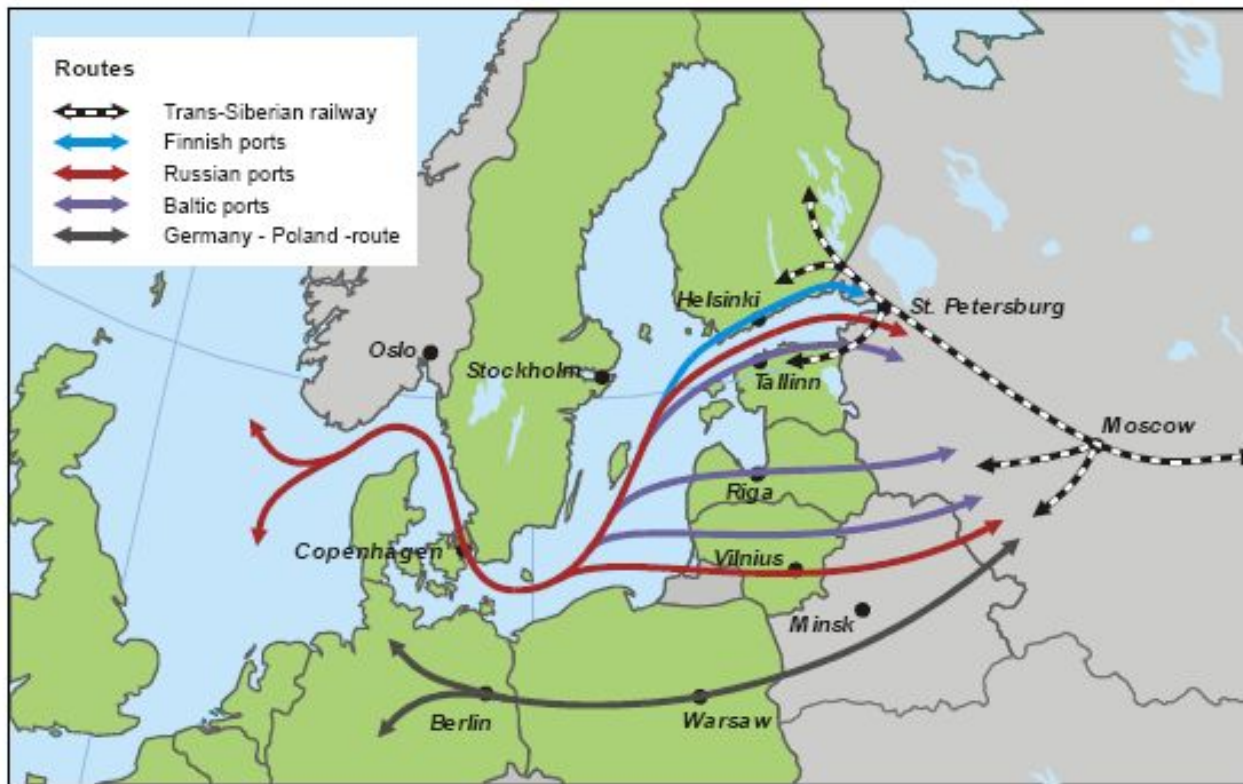 Routes
Trans-Siberian railway
Finnish ports
Russian ports
Baltic ports
Germany - Poland -route
Helsinki
St. Petersburg
Oslo
Stockholm
Tallinn
Moscow
Riga
Copenhagen
Vilnius
Minsk
Berlin
Warsaw